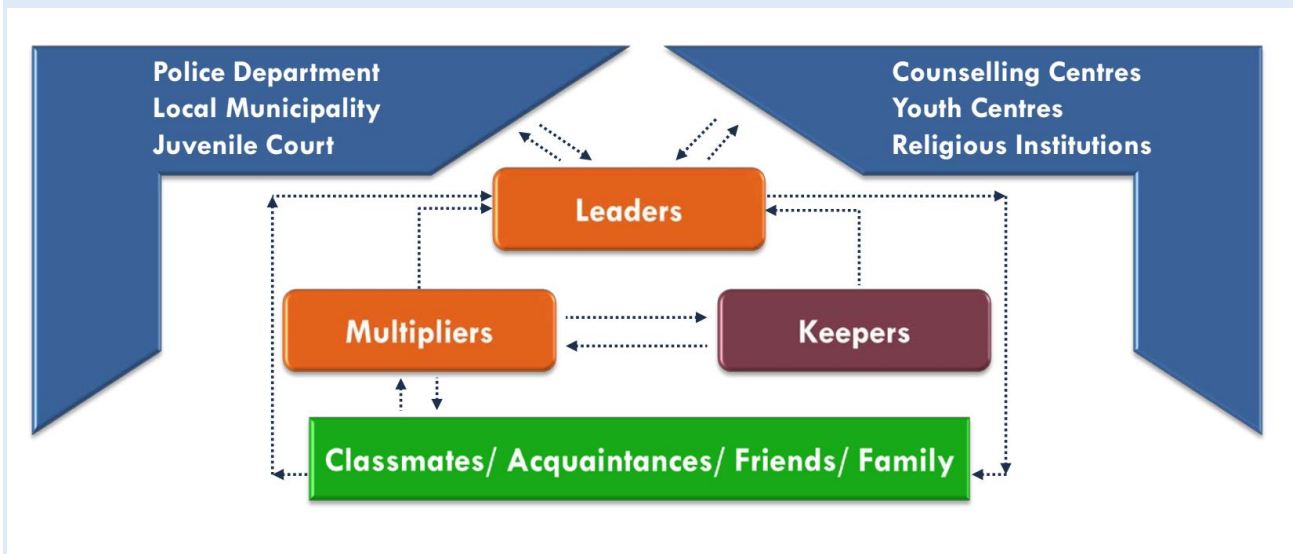 Police Department
Local Municipality
Juvenile Court
Counselling Centres
Youth Centres
Religious Institutions
Leaders
Multipliers
Keepers
Classmates/ Acquaintances/ Friends/ Family